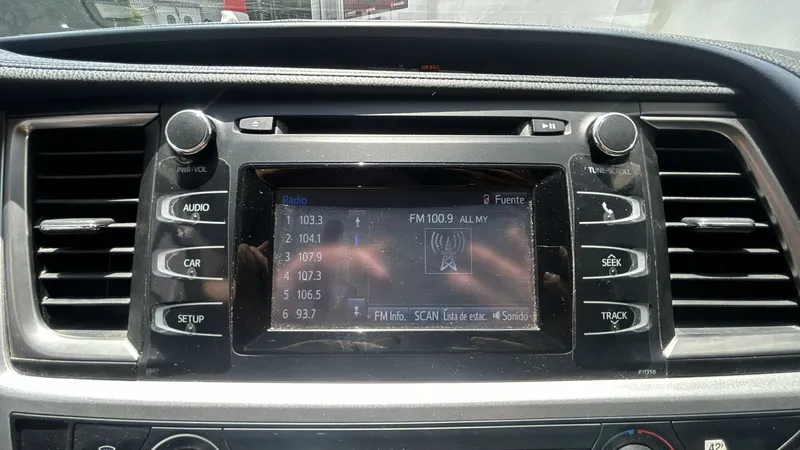 AIRBAG
PWR•VOL
TUNE•SCROLL
AUDIO
CAR
SETUP
Radio
Fuente
1 103.3
2 104.1
3 107.9
4 107.3
5 106.5
6 93.7
FM 100.9 ALL MY
FM Info.
SCAN
Lista de estac.
Sonido
SEEK
TRACK